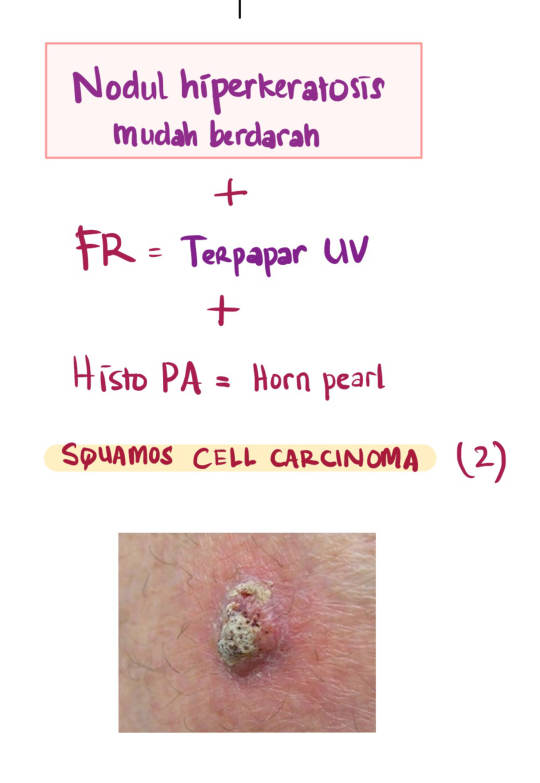 Nodul hiperkeratosis
mudah berdarah
+
FR = Terpapar UV
+
Histo PA = Horn pearl
SQUAMOS CELL CARCINOMA (2)